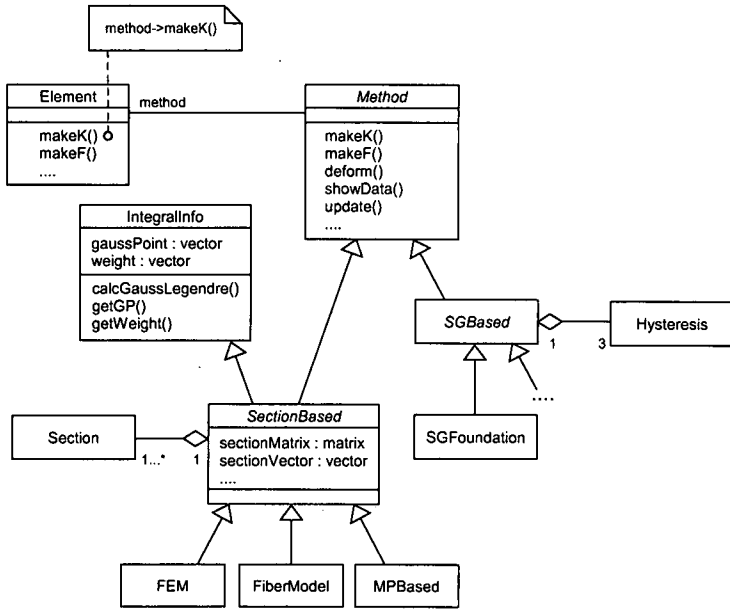 method->makeK()
Element
method
Method
makeK()
makeF()
....
makeK()
makeF()
deform()
showData()
update()
....
IntegralInfo
gaussPoint : vector
weight : vector
calcGaussLegendre()
getGP()
getWeight()
SGBased
1
3
Hysteresis
....
SGFoundation
Section
1...*
1
SectionBased
sectionMatrix : matrix
sectionVector : vector
....
FEM
FiberModel
MPBased